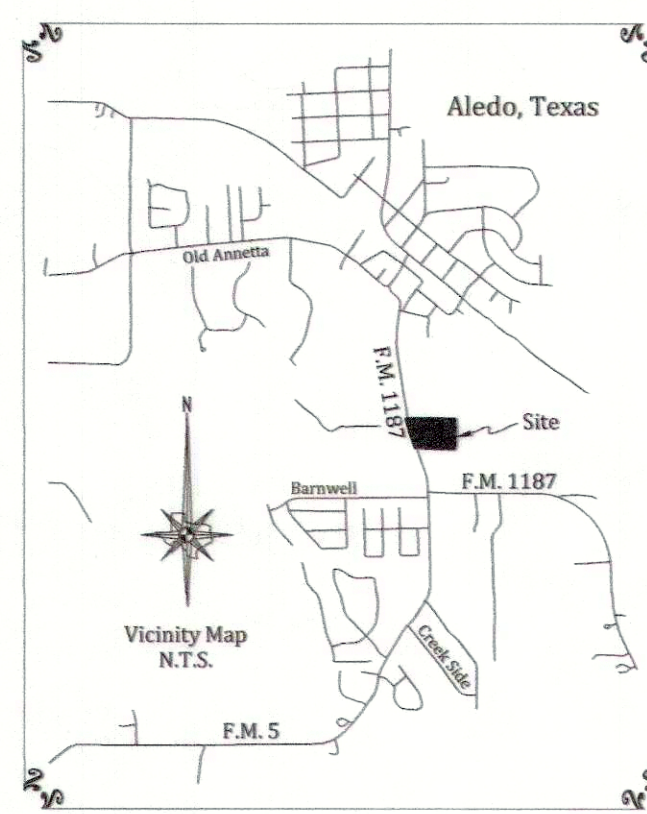 Aledo, Texas
Old Annetta
F.M. 1187
N
Site
F.M. 1187
Barnwell
Vicinity Map
N.T.S.
Creek Side
F.M. 5